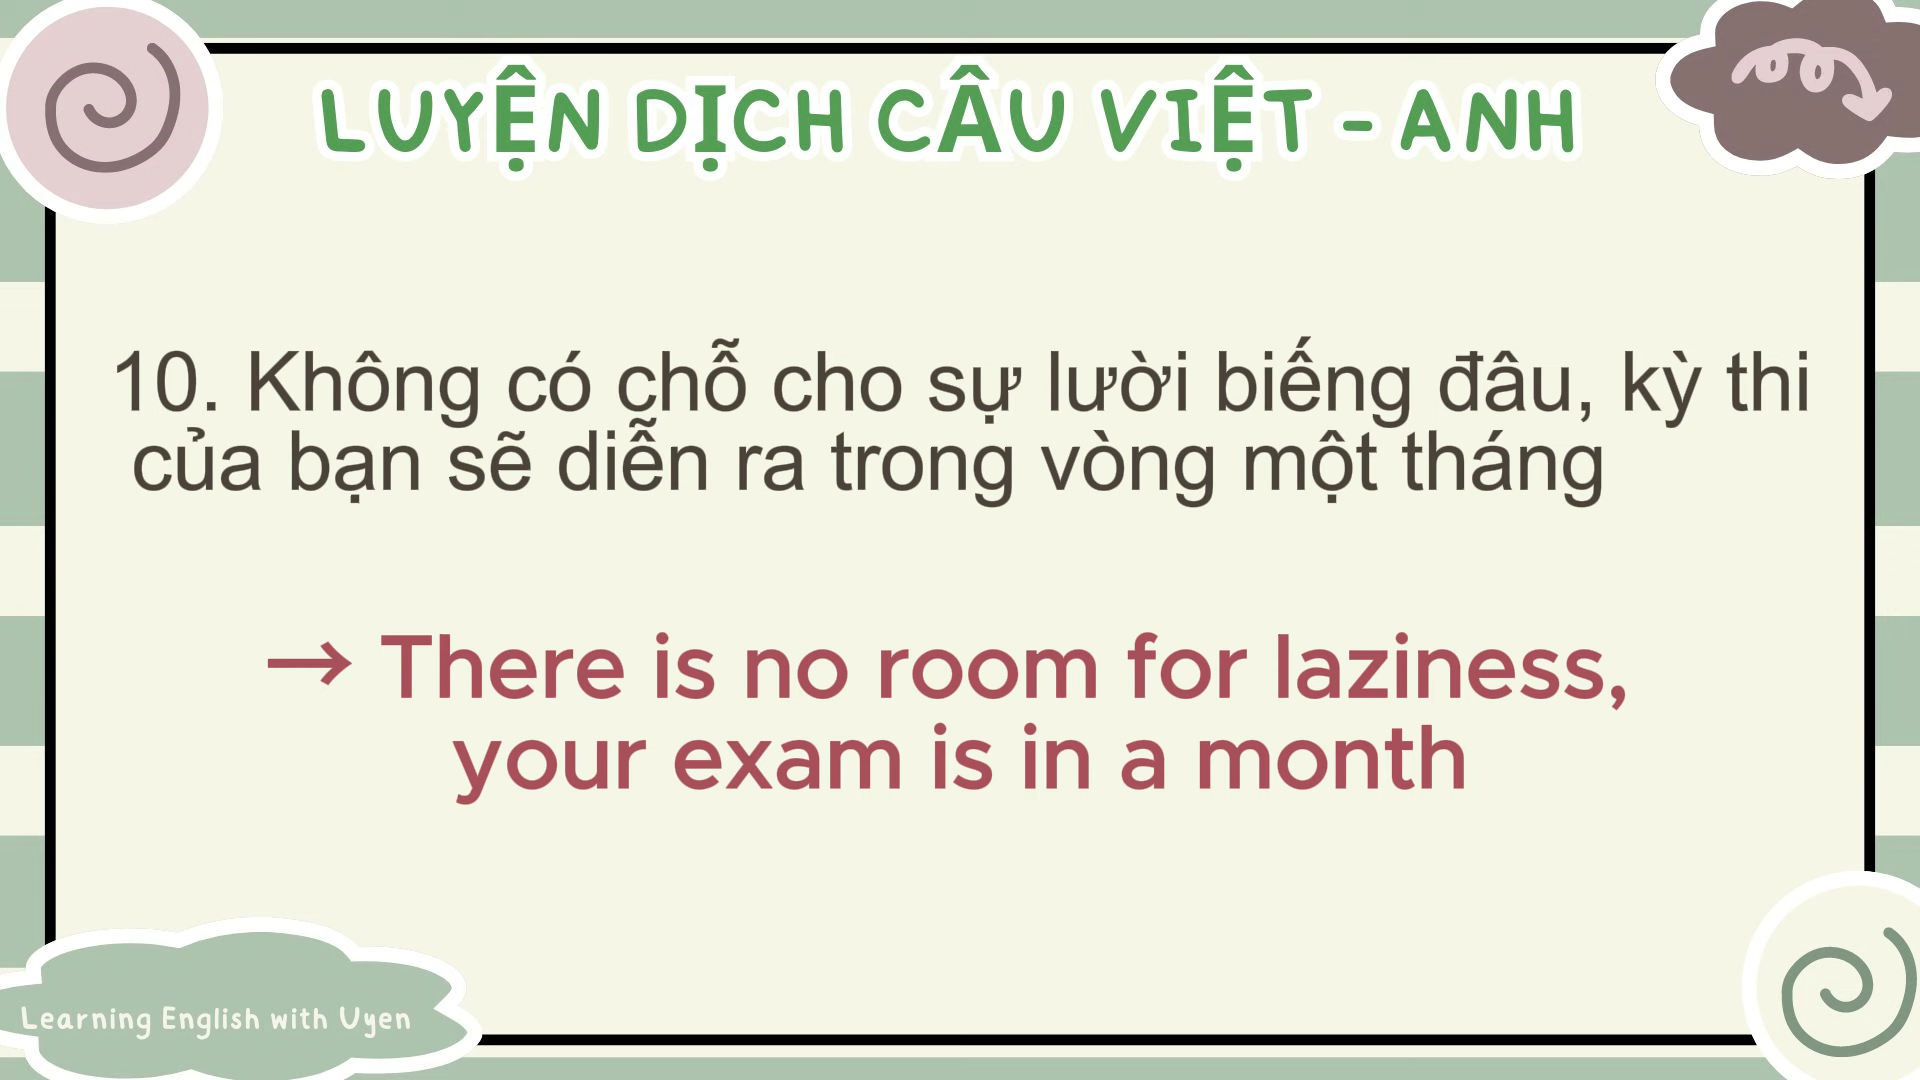 LUYỆN DỊCH CÂU VIỆT - ANH
10. Không có chỗ cho sự lười biếng đâu, kỳ thi
của bạn sẽ diễn ra trong vòng một tháng
→ There is no room for laziness,
your exam is in a month
Learning English with Uyen